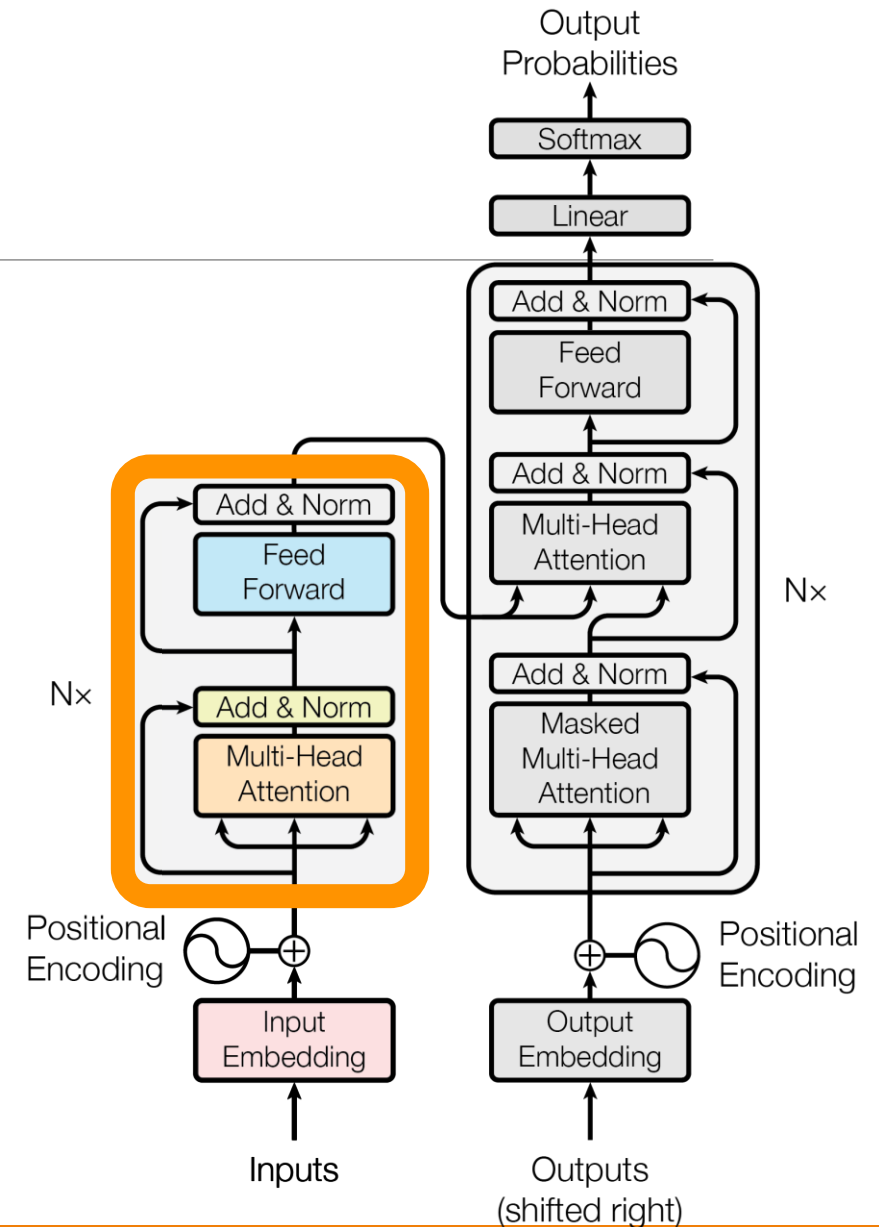 Output
Probabilities
Softmax
Linear
Add & Norm
Feed
Forward
Add & Norm
Multi-Head
Attention
N×
Add & Norm
Masked
Multi-Head
Attention
Add & Norm
Feed
Forward
N×
Add & Norm
Multi-Head
Attention
Positional
Encoding
Positional
Encoding
Input
Embedding
Output
Embedding
Inputs
Outputs
(shifted right)